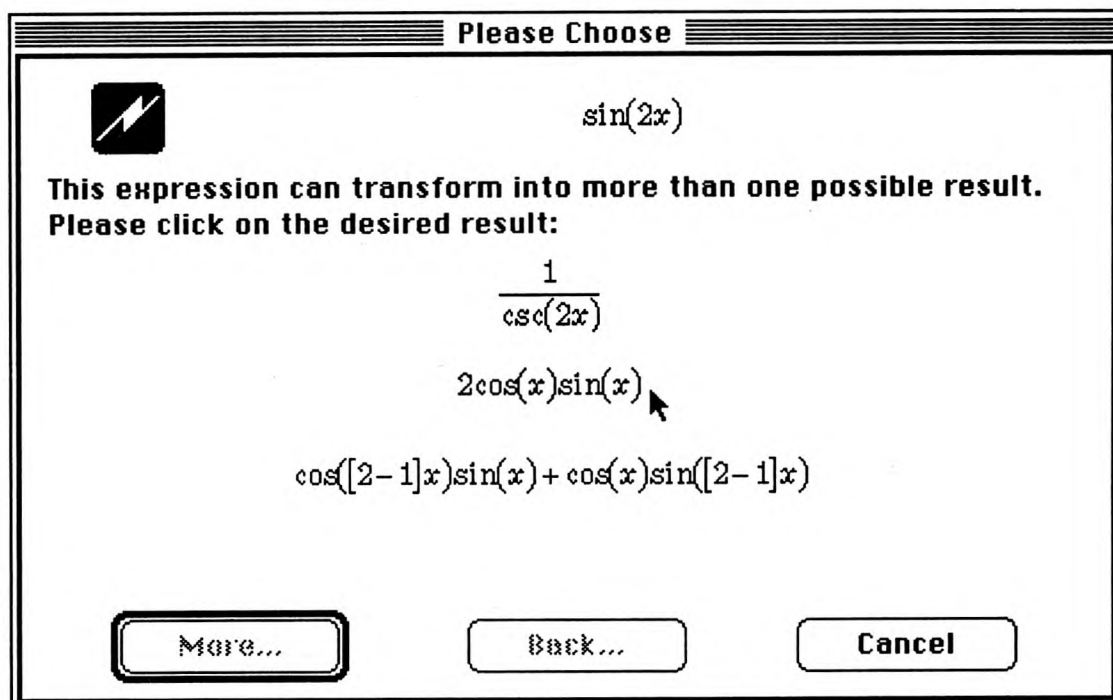 Please Choose
sin(2x)
This expression can transform into more than one possible result.
Please click on the desired result:
1
csc(2x)
2cos(x)sin(x)
cos([2-1]x)sin(x)+cos(x)sin([2-1]x)
More... Back... Cancel